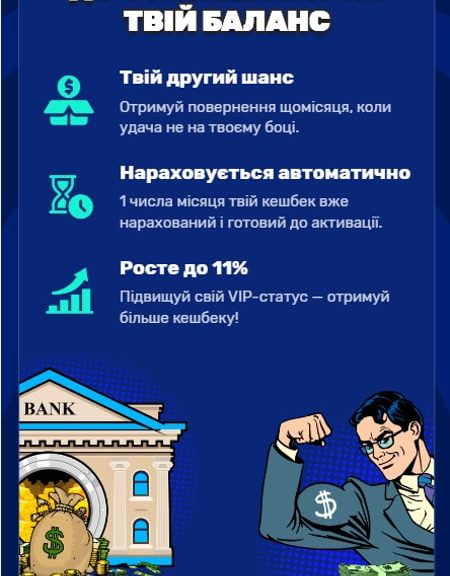 ТВІЙ БАЛАНС
Твій другий шанс
Отримуй повернення щомісяця, коли
удача не на твоєму боці.
Нараховується автоматично
1 числа місяця твій кешбек вже
нарахований і готовий до активації.
Росте до 11%
Підвищуй свій VIP-статус — отримуй
більше кешбеку!
BANK
$
$
$